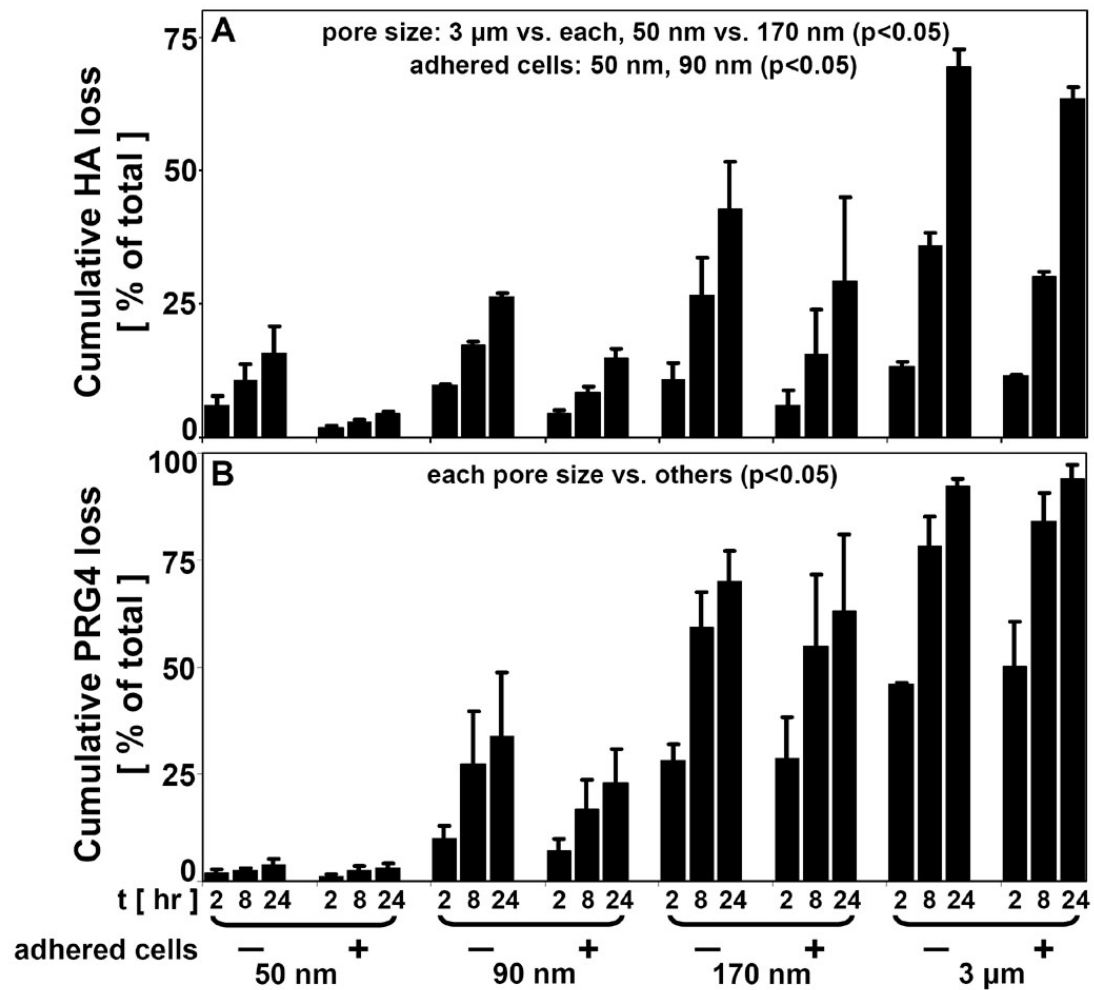 A
pore size: 3 µm vs. each, 50 nm vs. 170 nm (p<0.05)
adhered cells: 50 nm, 90 nm (p<0.05)
Cumulative HA loss
[ % of total ]
75
50
25
0
B
each pore size vs. others (p<0.05)
Cumulative PRG4 loss
[ % of total ]
100
75
50
25
0
t [ hr ] 2 8 24 2 8 24 2 8 24 2 8 24 2 8 24 2 8 24 2 8 24 2 8 24
adhered cells — + — + — + — +
50 nm 90 nm 170 nm 3 µm